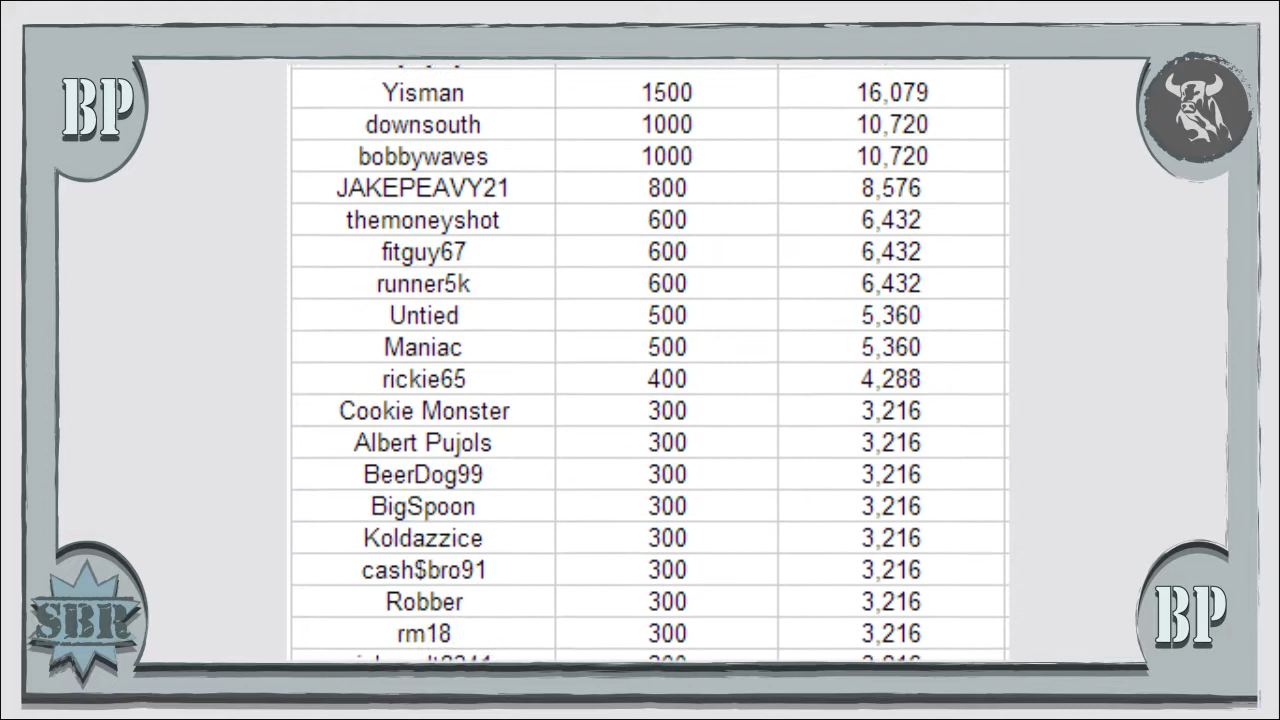 BP
Yisman 1500 16,079
downsouth 1000 10,720
bobbywaves 1000 10,720
JAKEPEAVY21 800 8,576
themoneyshot 600 6,432
fitguy67 600 6,432
runner5k 600 6,432
Untied 500 5,360
Maniac 500 5,360
rickie65 400 4,288
Cookie Monster 300 3,216
Albert Pujols 300 3,216
BeerDog99 300 3,216
BigSpoon 300 3,216
Koldazzice 300 3,216
cash$bro91 300 3,216
Robber 300 3,216
rm18 300 3,216
SBR
BP